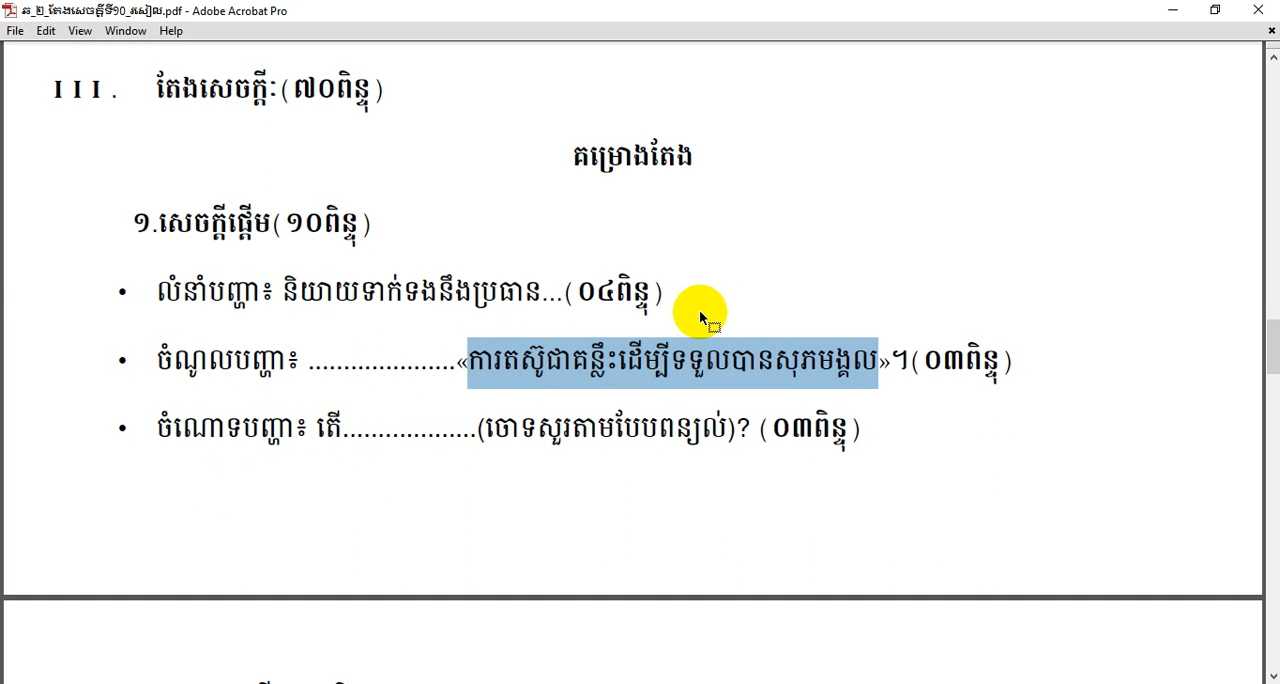 ឆ_២_តែងសេចក្តីទី10_រសៀល.pdf - Adobe Acrobat Pro
File Edit View Window Help
III. តែងសេចក្តីៈ(៧០ពិន្ទុ)
គម្រោងតែង
១.សេចក្តីផ្តើម(១០ពិន្ទុ)
• លំនាំបញ្ហា៖ និយាយទាក់ទងនឹងប្រធាន...(០៤ពិន្ទុ)
• ចំណូលបញ្ហា៖ .....................«ការតស៊ូជាគន្លឹះដើម្បីទទួលបានសុភមង្គល»។(០៣ពិន្ទុ)
• ចំណោទបញ្ហា៖ តើ...................(ចោទសួរតាមបែបពន្យល់)? (០៣ពិន្ទុ)